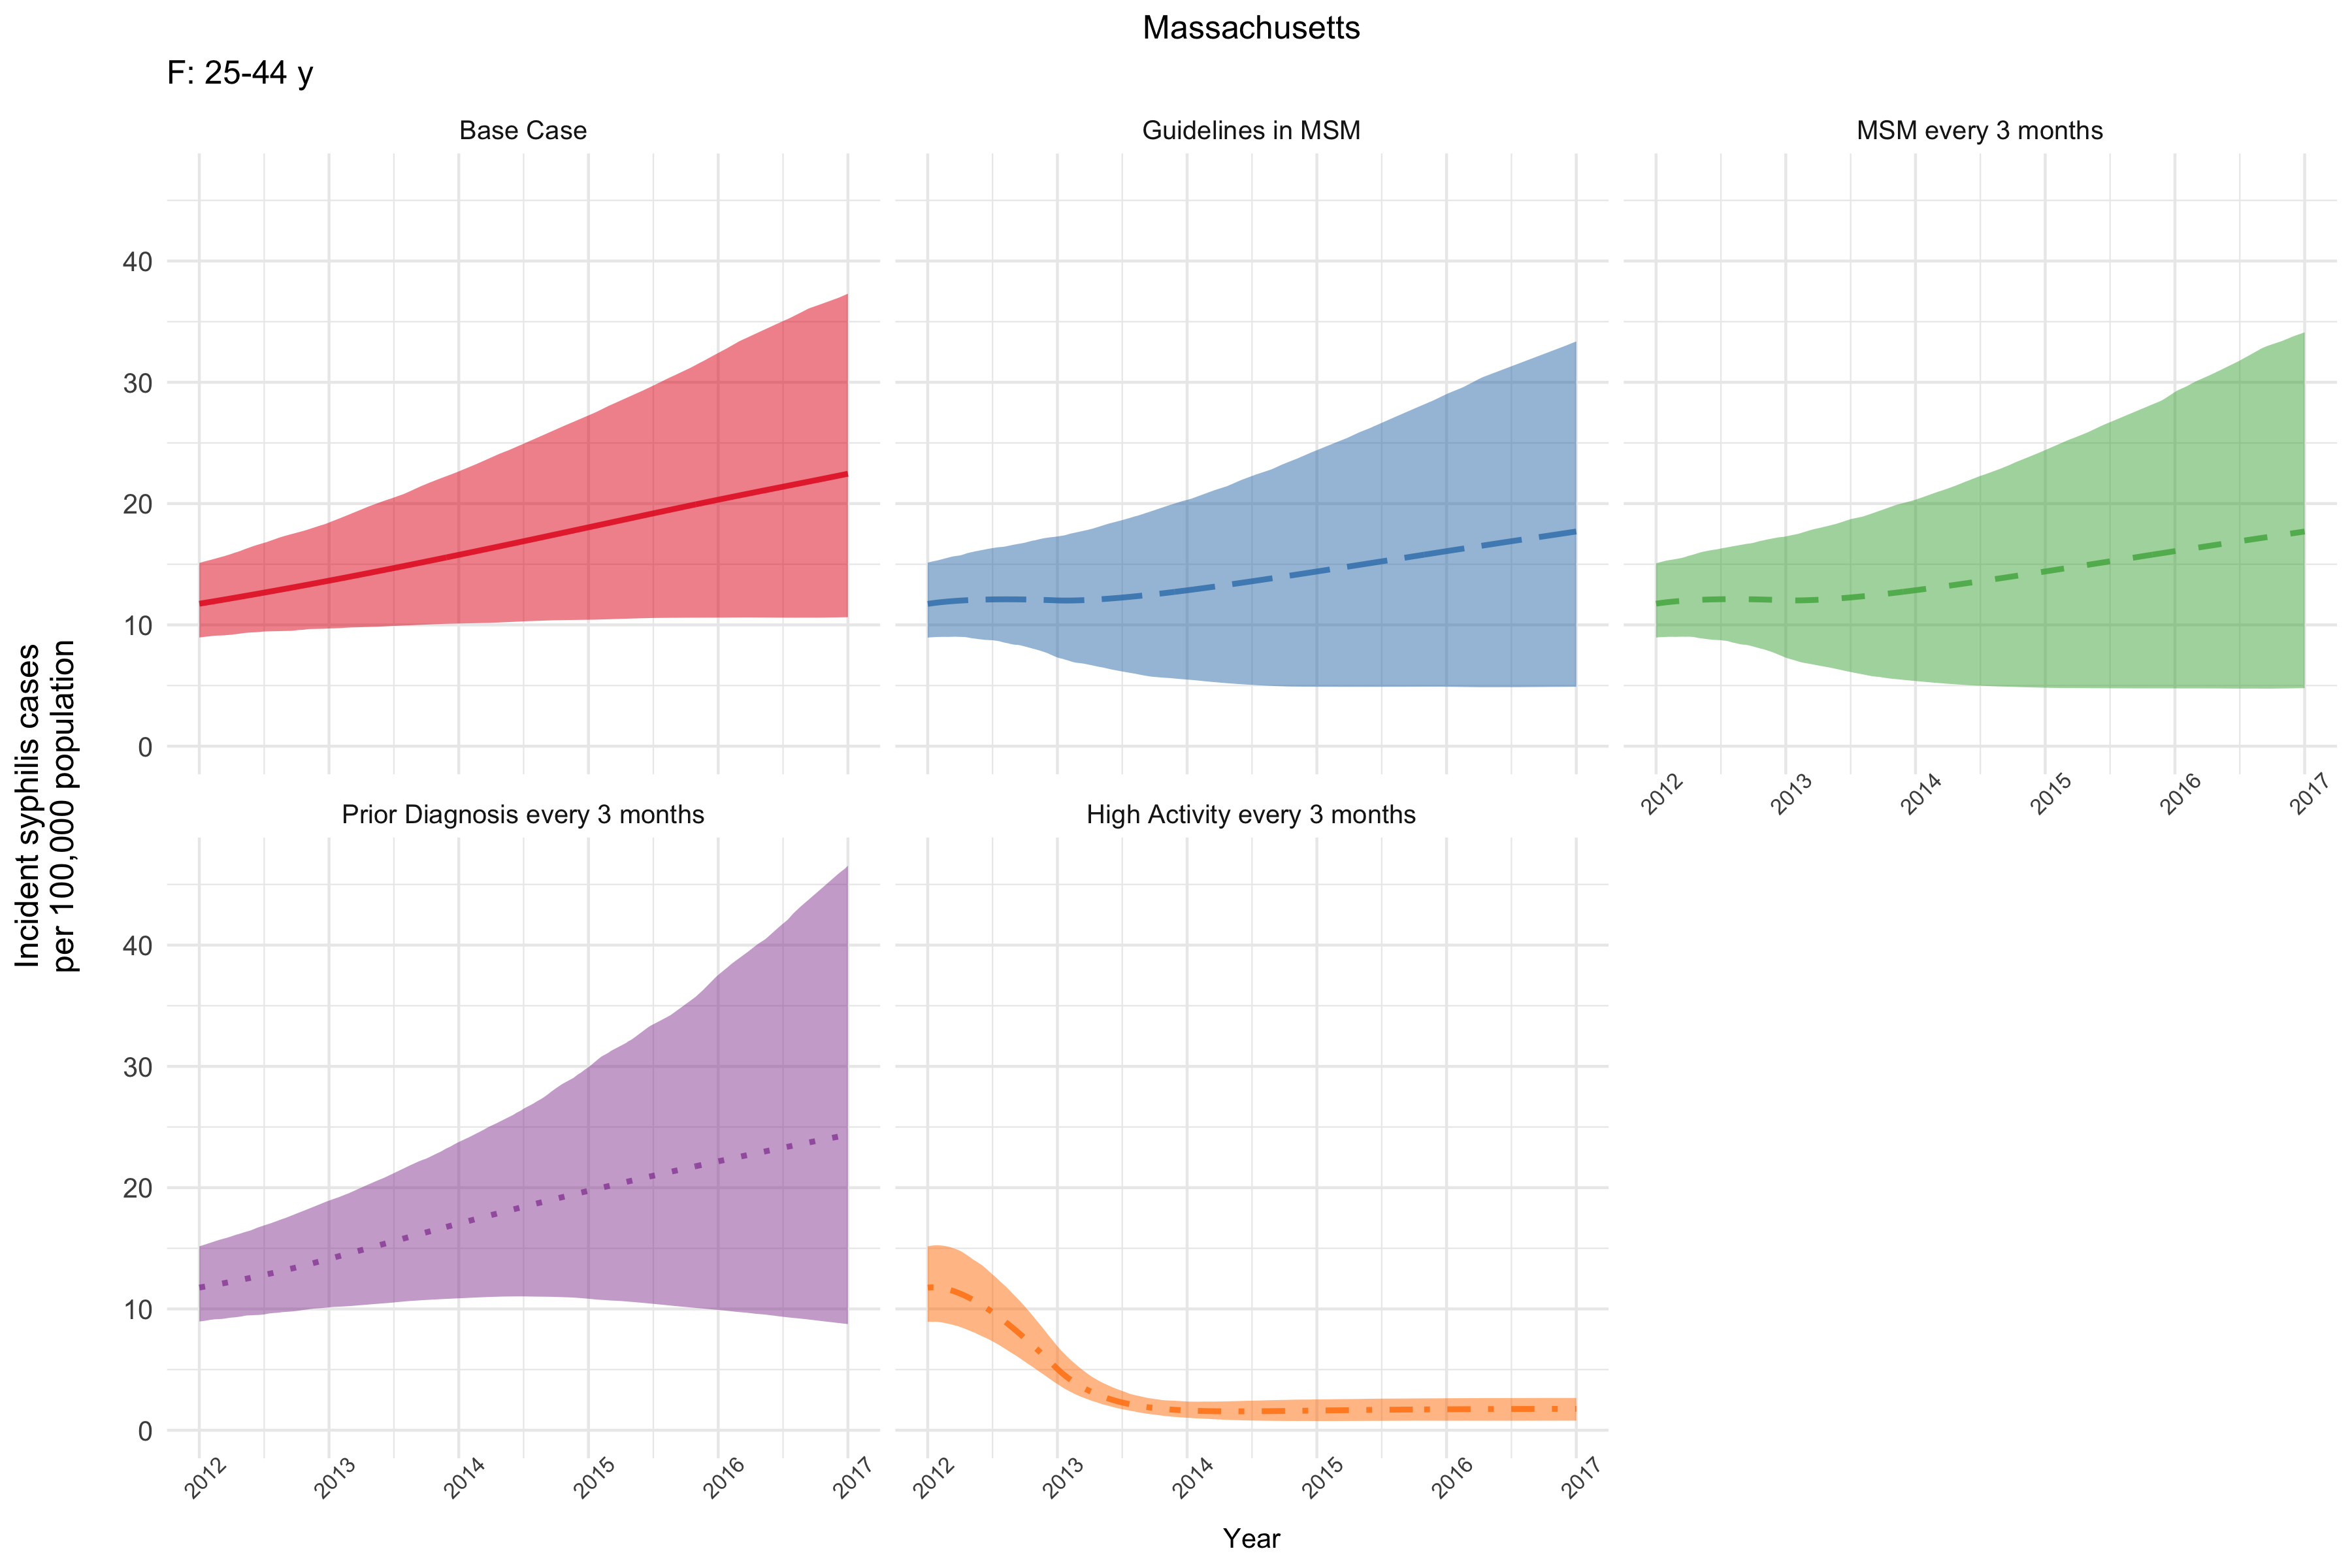 Massachusetts
F: 25-44 y
Base Case
Guidelines in MSM
MSM every 3 months
40
30
20
10
0
2012
2013
2014
2015
2016
2017
Incident syphilis cases
per 100,000 population
Prior Diagnosis every 3 months
High Activity every 3 months
40
30
20
10
0
2012
2013
2014
2015
2016
2017
2012
2013
2014
2015
2016
2017
Year